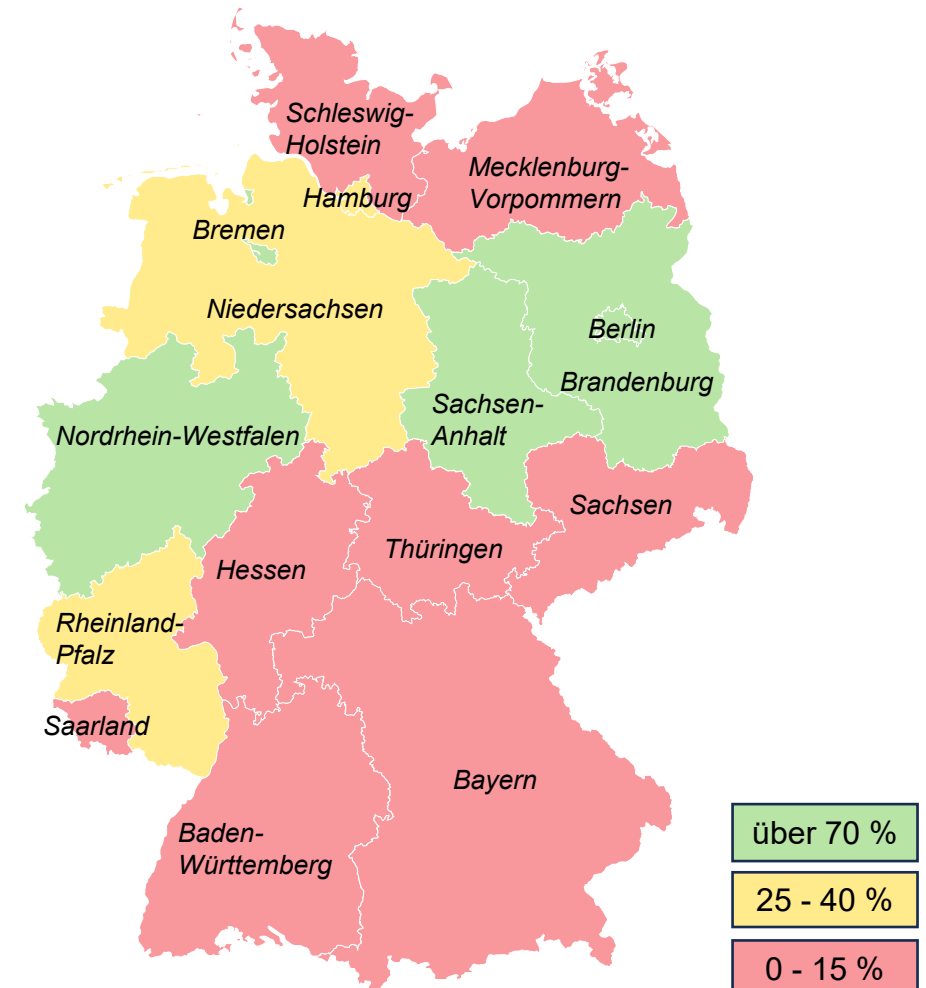 Schleswig-
Holstein
Mecklenburg-
Vorpommern
Hamburg
Bremen
Niedersachsen
Berlin
Brandenburg
Sachsen-
Anhalt
Nordrhein-Westfalen
Sachsen
Thüringen
Hessen
Rheinland-
Pfalz
Saarland
Bayern
Baden-
Württemberg
über 70 %
25 - 40 %
0 - 15 %